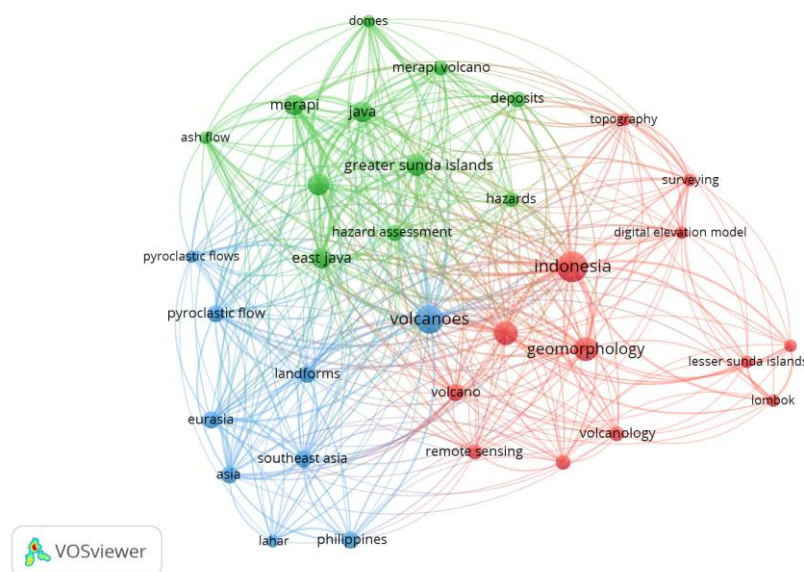 domes
merapi volcano
merapi
java
deposits
topography
ash flow
greater sunda islands
surveying
hazards
hazard assessment
digital elevation model
pyroclastic flows
east java
indonesia
pyroclastic flow
volcanoes
geomorphology
lesser sunda islands
landforms
volcano
lombok
eurasia
volcanology
southeast asia
remote sensing
asia
lahar
philippines
VOSviewer